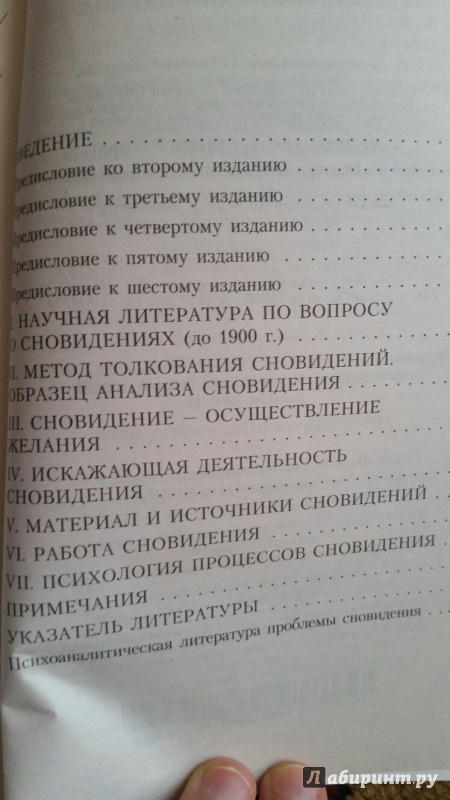 ВВЕДЕНИЕ
Предисловие ко второму изданию
Предисловие к третьему изданию
Предисловие к четвертому изданию
Предисловие к пятому изданию
Предисловие к шестому изданию
I. НАУЧНАЯ ЛИТЕРАТУРА ПО ВОПРОСУ
О СНОВИДЕНИЯХ (до 1900 г.)
II. МЕТОД ТОЛКОВАНИЯ СНОВИДЕНИЙ.
ОБРАЗЕЦ АНАЛИЗА СНОВИДЕНИЯ
III. СНОВИДЕНИЕ – ОСУЩЕСТВЛЕНИЕ
ЖЕЛАНИЯ
IV. ИСКАЖАЮЩАЯ ДЕЯТЕЛЬНОСТЬ
СНОВИДЕНИЯ
V. МАТЕРИАЛ И ИСТОЧНИКИ СНОВИДЕНИЙ
VI. РАБОТА СНОВИДЕНИЯ
VII. ПСИХОЛОГИЯ ПРОЦЕССОВ СНОВИДЕНИЯ
ПРИМЕЧАНИЯ
УКАЗАТЕЛЬ ЛИТЕРАТУРЫ
Психоаналитическая литература проблемы сновидения
Лабиринт.ру